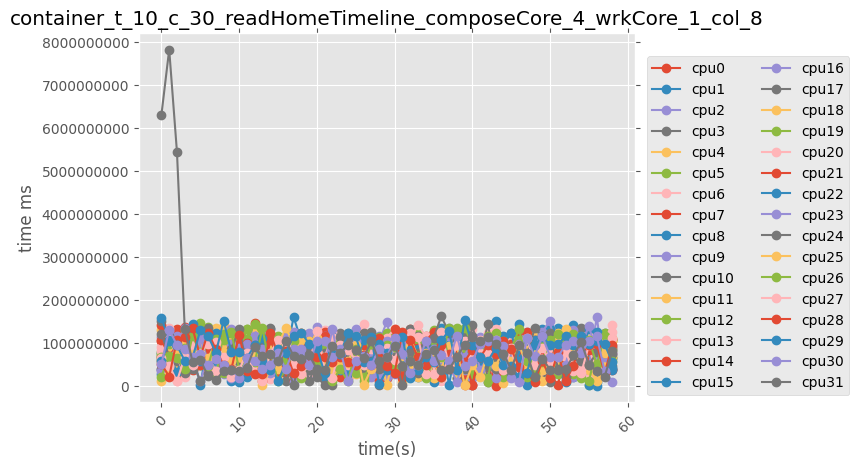 container_t_10_c_30_readHomeTimeline_composeCore_4_wrkCore_1_col_8
time ms
8000000000
7000000000
6000000000
5000000000
4000000000
3000000000
2000000000
1000000000
0
0
10
20
30
40
50
60
time(s)
cpu0
cpu1
cpu2
cpu3
cpu4
cpu5
cpu6
cpu7
cpu8
cpu9
cpu10
cpu11
cpu12
cpu13
cpu14
cpu15
cpu16
cpu17
cpu18
cpu19
cpu20
cpu21
cpu22
cpu23
cpu24
cpu25
cpu26
cpu27
cpu28
cpu29
cpu30
cpu31